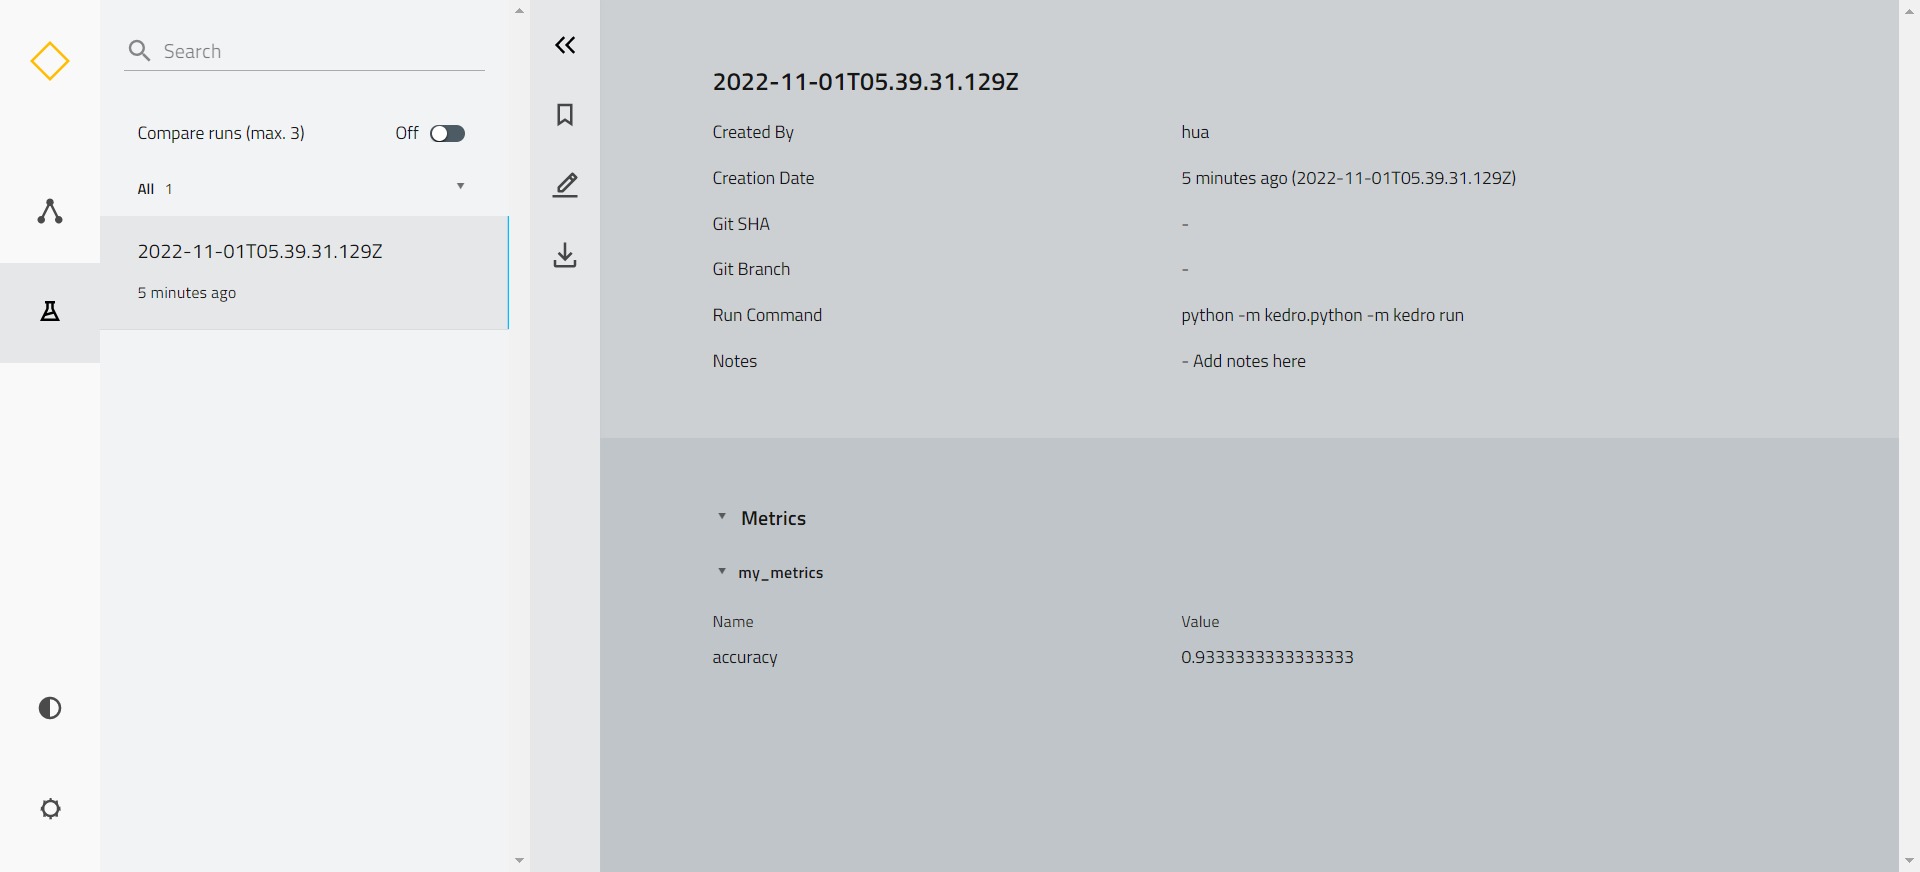 Search
Compare runs (max. 3) Off
All 1
2022-11-01T05.39.31.129Z
5 minutes ago
2022-11-01T05.39.31.129Z
Created By hua
Creation Date 5 minutes ago (2022-11-01T05.39.31.129Z)
Git SHA -
Git Branch -
Run Command python -m kedro.python -m kedro run
Notes - Add notes here
Metrics
my_metrics
Name Value
accuracy 0.9333333333333333